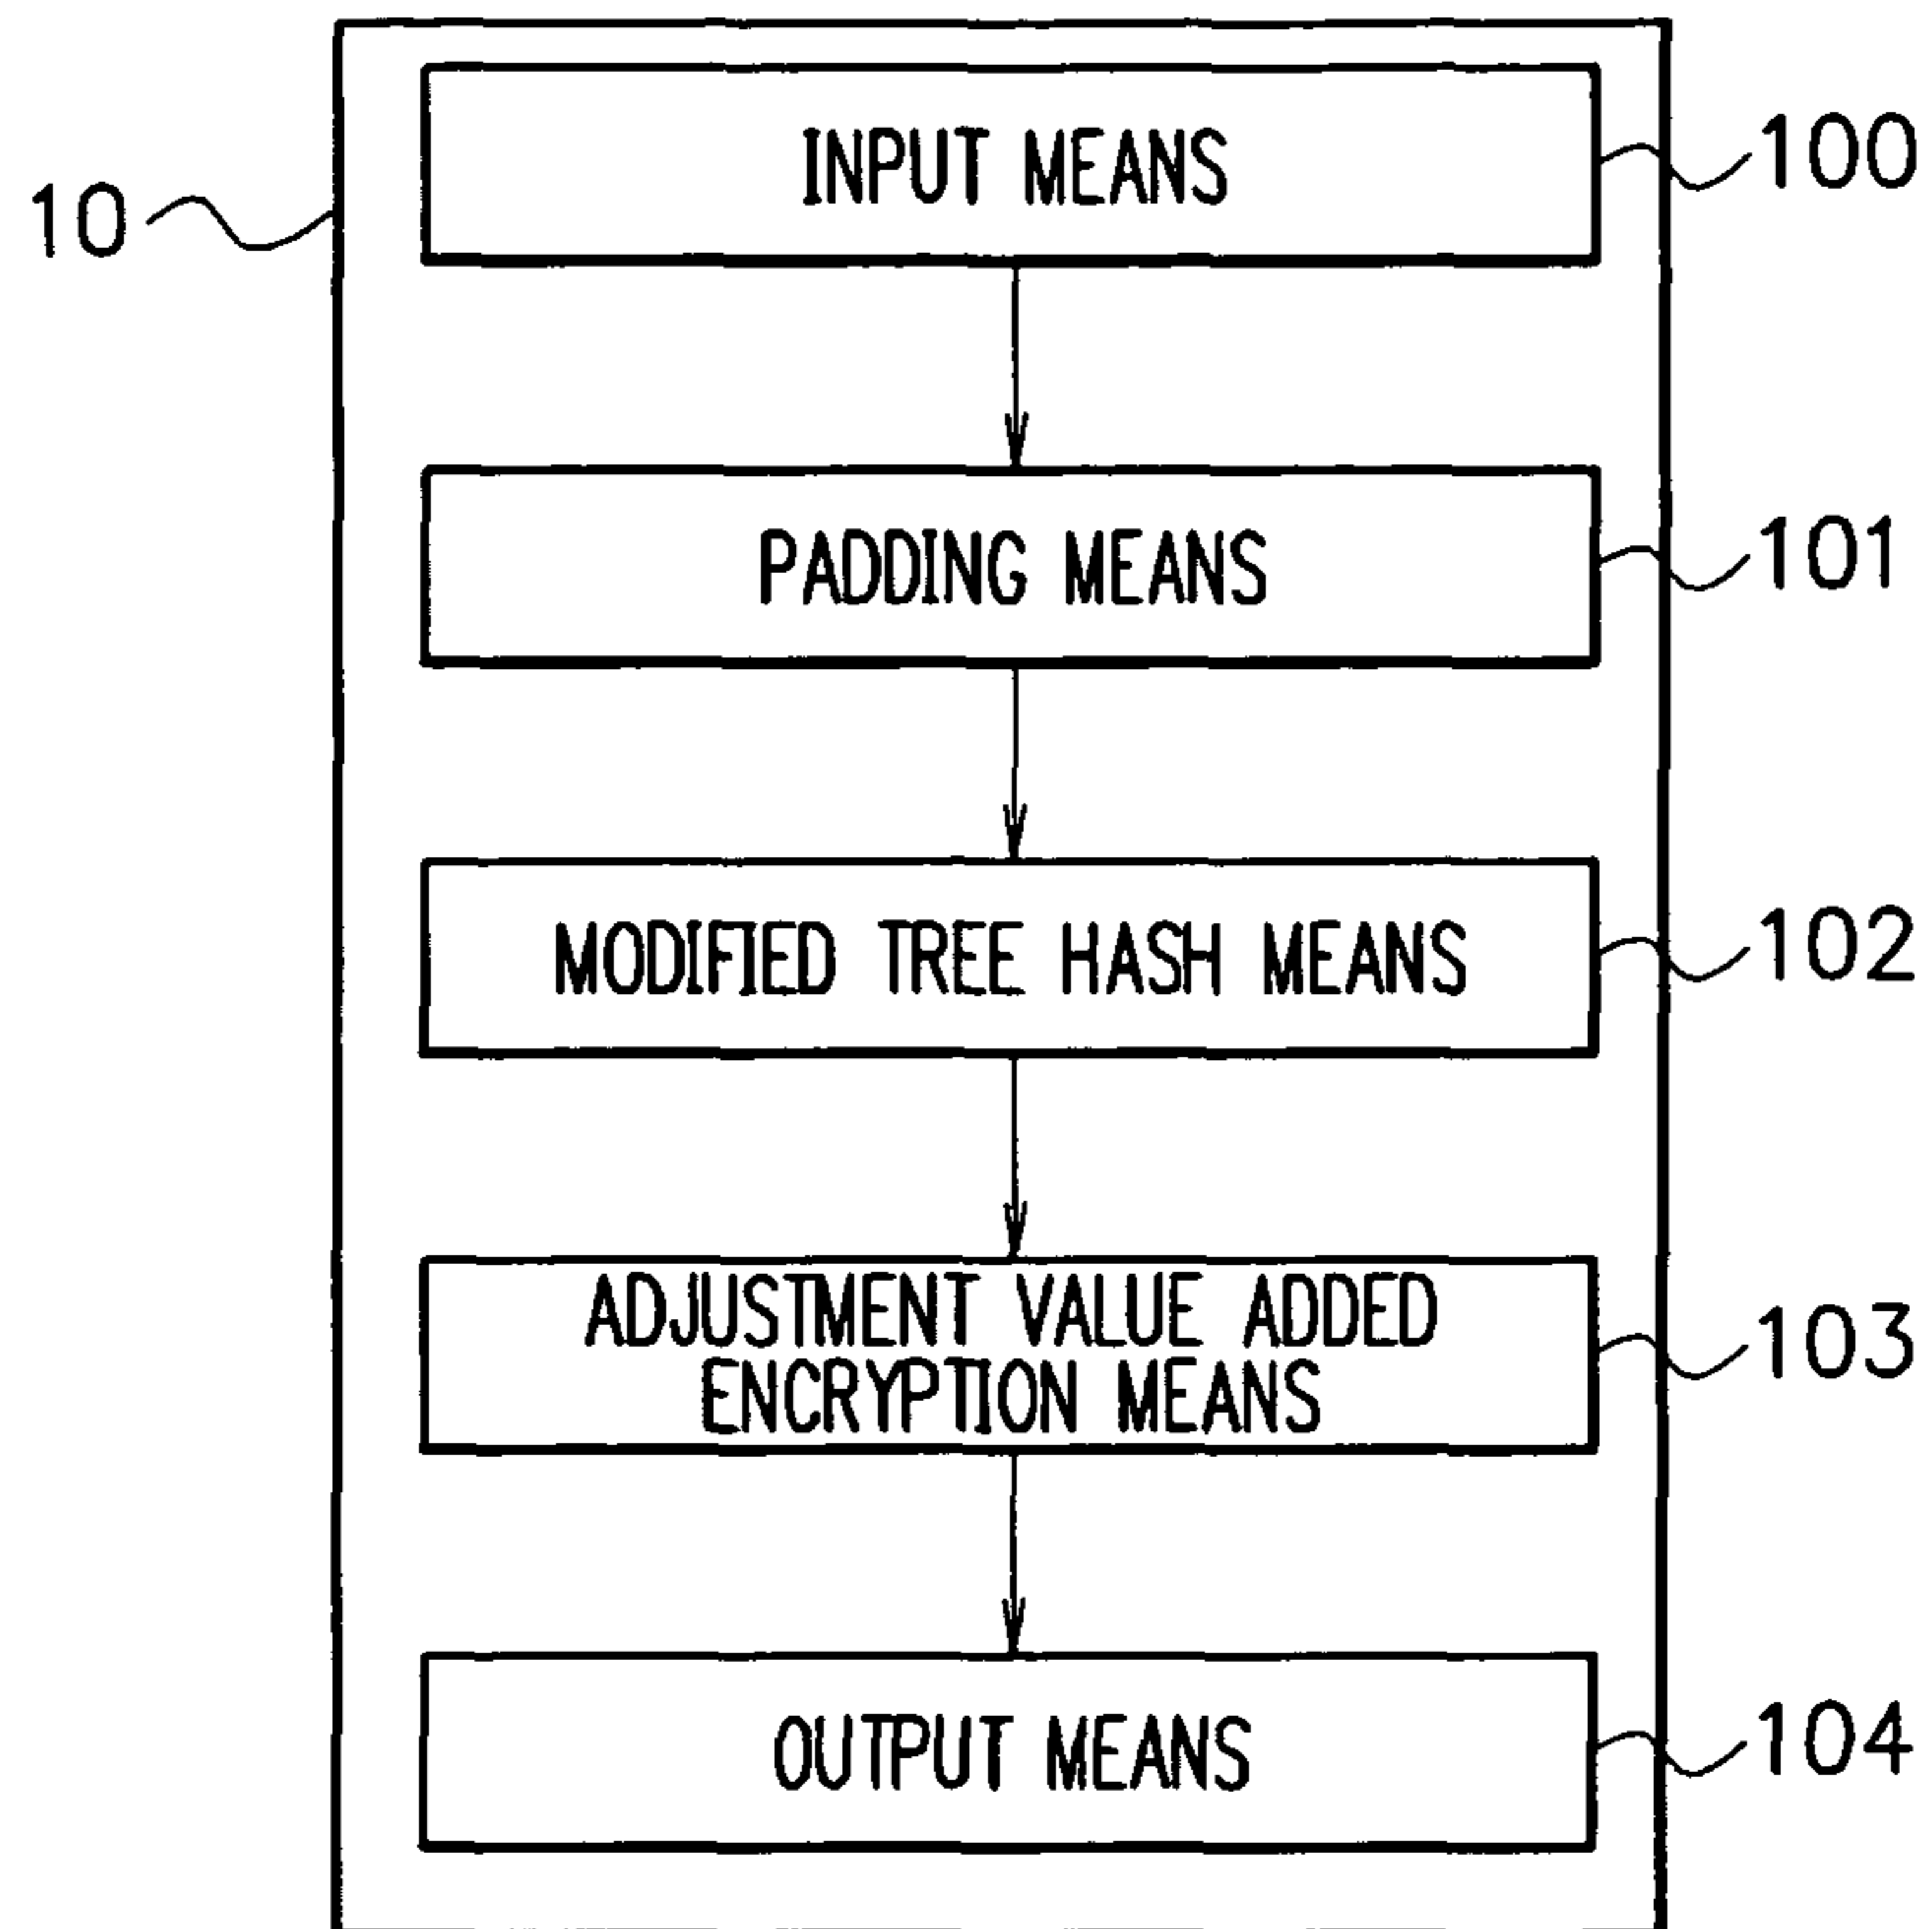 INPUT MEANS
100
10
PADDING MEANS
101
MODIFIED TREE HASH MEANS
102
ADJUSTMENT VALUE ADDED
ENCRYPTION MEANS
103
OUTPUT MEANS
104